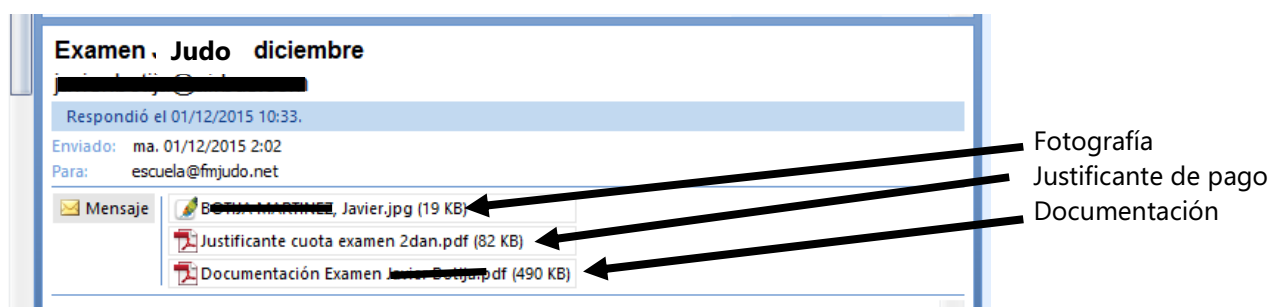 Examen Judo diciembre
Respondió el 01/12/2015 10:33.
Enviado: ma. 01/12/2015 2:02
Para: escuela@fmjudo.net
Mensaje
Javier.jpg (19 KB)
Justificante cuota examen 2dan.pdf (82 KB)
Documentación Examen .pdf (490 KB)
Fotografía
Justificante de pago
Documentación